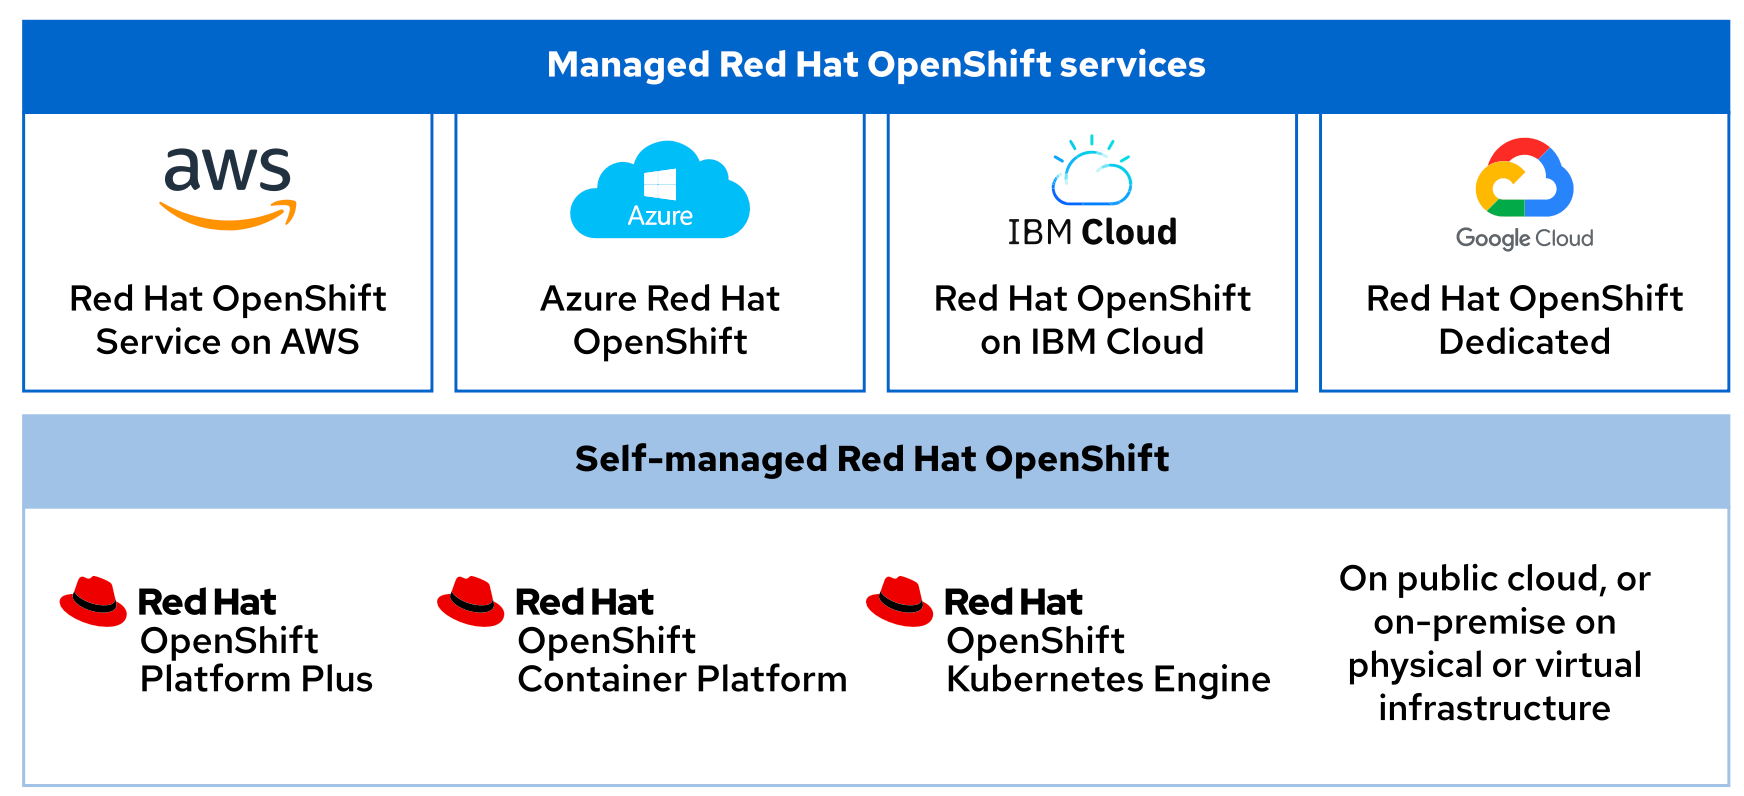 Managed Red Hat OpenShift services
aws
Red Hat OpenShift
Service on AWS
Azure
Azure Red Hat
OpenShift
IBM Cloud
Red Hat OpenShift
on IBM Cloud
Google Cloud
Red Hat OpenShift
Dedicated
Self-managed Red Hat OpenShift
Red Hat
OpenShift
Platform Plus
Red Hat
OpenShift
Container Platform
Red Hat
OpenShift
Kubernetes Engine
On public cloud, or
on-premise on
physical or virtual
infrastructure